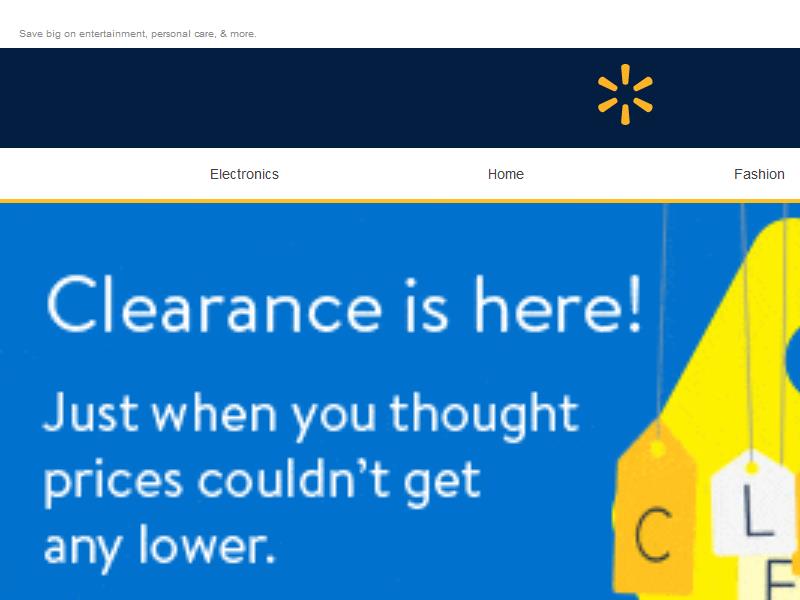 Save big on entertainment, personal care, & more.
Electronics Home Fashion
Clearance is here!
Just when you thought
prices couldn't get
any lower.
C L
E